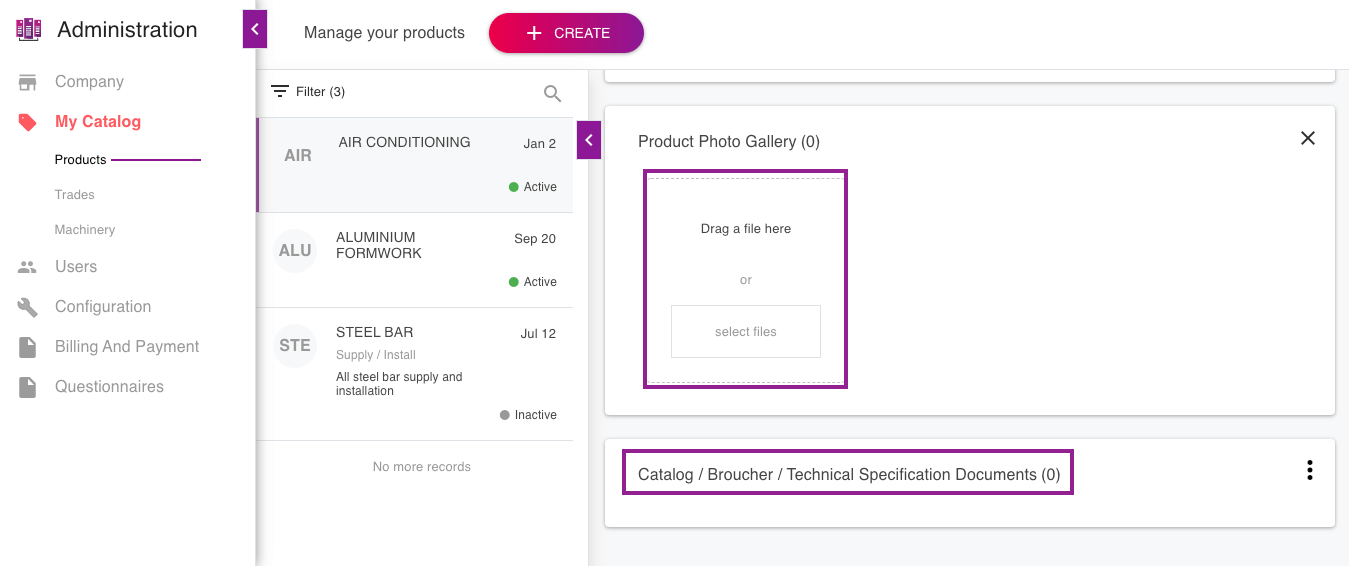 Administration
Company
My Catalog
Products
Trades
Machinery
Users
Configuration
Billing And Payment
Questionnaires
Manage your products
+ CREATE
Filter (3)
AIR
AIR CONDITIONING
Jan 2
Active
ALU
ALUMINIUM
FORMWORK
Sep 20
Active
STE
STEEL BAR
Jul 12
Supply / Install
All steel bar supply and
installation
Inactive
No more records
Product Photo Gallery (0)
Drag a file here
or
select files
Catalog / Broucher / Technical Specification Documents (0)